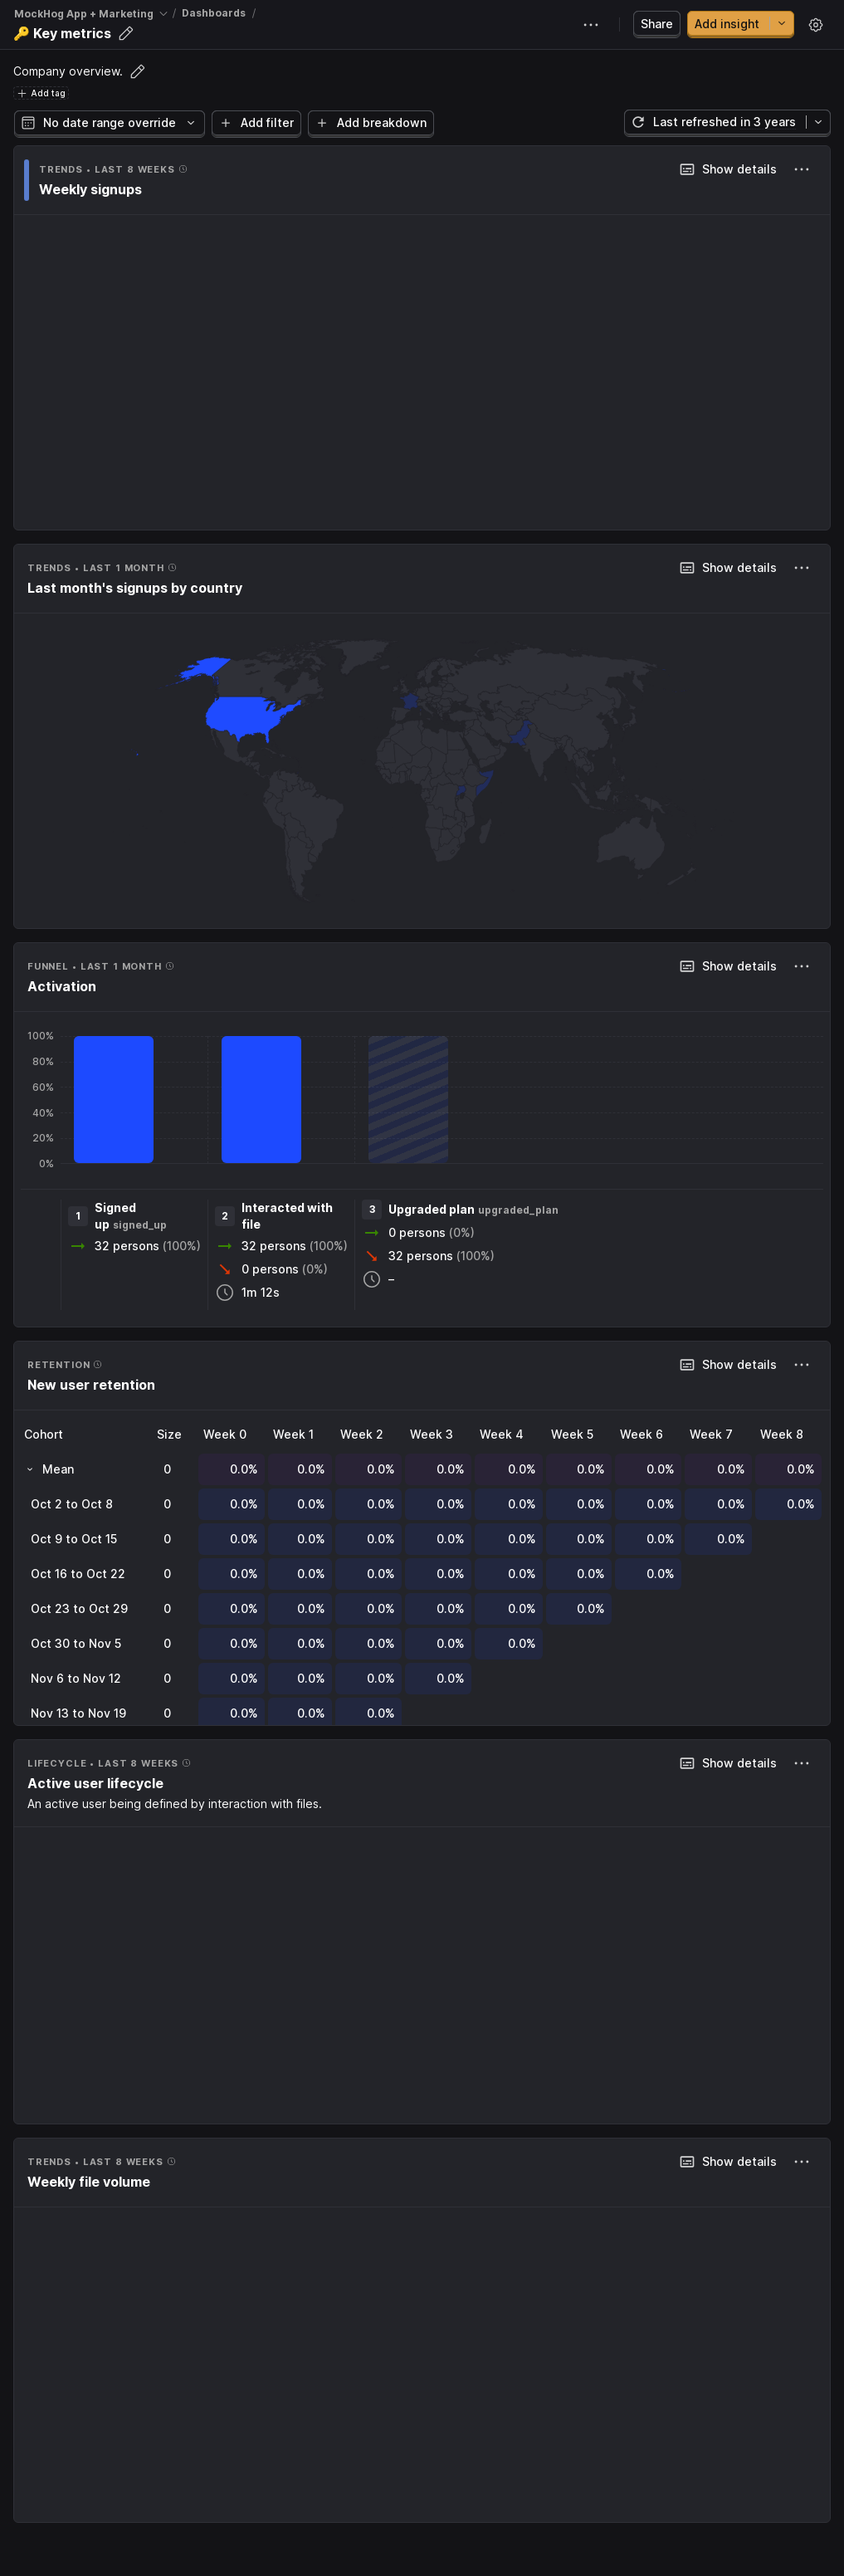 MockHog App + Marketing / Dashboards /
🔑 Key metrics
Share
Add insight
Company overview.
Add tag
No date range override
Add filter
Add breakdown
Last refreshed in 3 years
TRENDS • LAST 8 WEEKS
Show details
Weekly signups
TRENDS • LAST 1 MONTH
Show details
Last month's signups by country
FUNNEL • LAST 1 MONTH
Show details
Activation
100%
80%
60%
40%
20%
0%
1 Signed up signed_up
32 persons (100%)
2 Interacted with file
32 persons (100%)
0 persons (0%)
1m 12s
3 Upgraded plan upgraded_plan
0 persons (0%)
32 persons (100%)
–
RETENTION
Show details
New user retention
Cohort Size Week 0 Week 1 Week 2 Week 3 Week 4 Week 5 Week 6 Week 7 Week 8
Mean 0 0.0% 0.0% 0.0% 0.0% 0.0% 0.0% 0.0% 0.0% 0.0%
Oct 2 to Oct 8 0 0.0% 0.0% 0.0% 0.0% 0.0% 0.0% 0.0% 0.0% 0.0%
Oct 9 to Oct 15 0 0.0% 0.0% 0.0% 0.0% 0.0% 0.0% 0.0% 0.0%
Oct 16 to Oct 22 0 0.0% 0.0% 0.0% 0.0% 0.0% 0.0% 0.0%
Oct 23 to Oct 29 0 0.0% 0.0% 0.0% 0.0% 0.0% 0.0%
Oct 30 to Nov 5 0 0.0% 0.0% 0.0% 0.0% 0.0%
Nov 6 to Nov 12 0 0.0% 0.0% 0.0% 0.0%
Nov 13 to Nov 19 0 0.0% 0.0% 0.0%
LIFECYCLE • LAST 8 WEEKS
Show details
Active user lifecycle
An active user being defined by interaction with files.
TRENDS • LAST 8 WEEKS
Show details
Weekly file volume